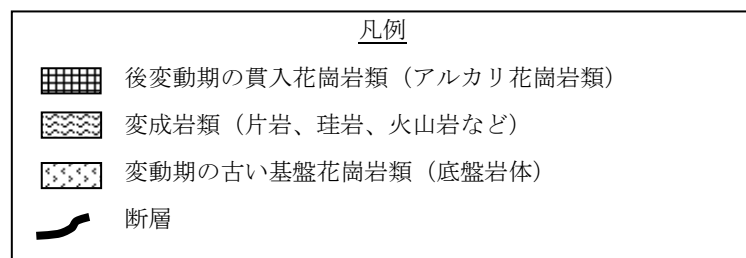 凡例
後変動期の貫入花崗岩類（アルカリ花崗岩類）
変成岩類（片岩、珪岩、火山岩など）
変動期の古い基盤花崗岩類（底盤岩体）
断層